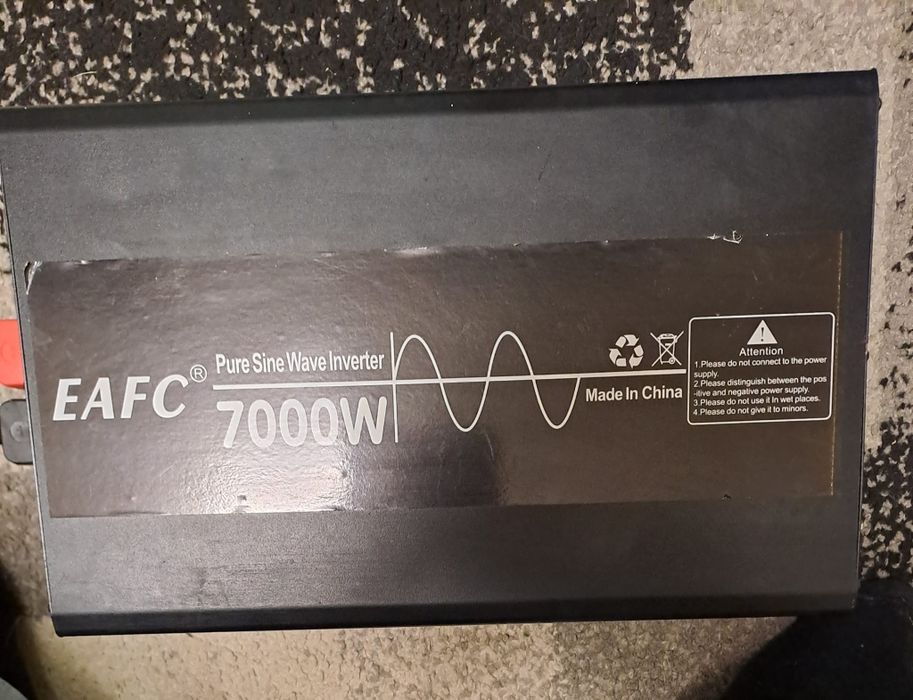 EAFC®
Pure Sine Wave Inverter
7000W
Made In China
Attention
1.Please do not connect to the power
supply.
2.Please distinguish between the pos
-itive and negative power supply.
3.Please do not use it In wet places.
4.Please do not give it to minors.